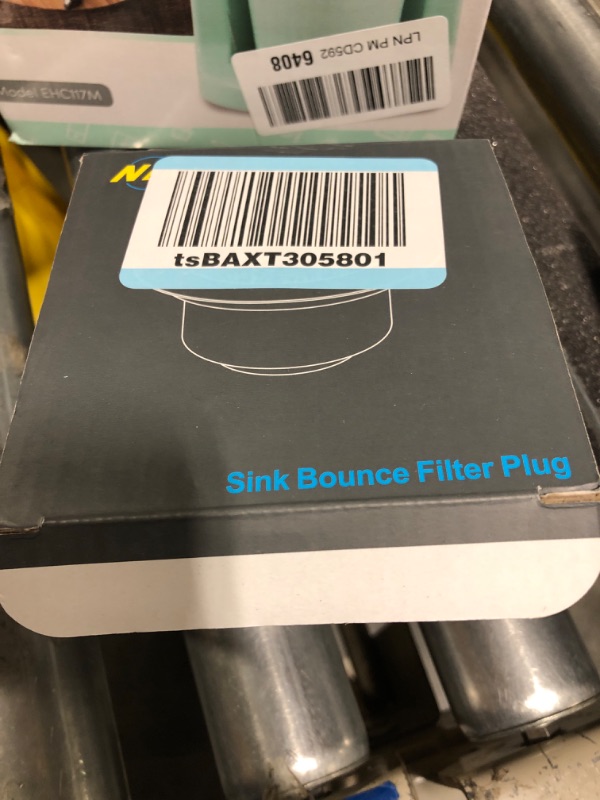 Model EHC117M
LPN PM CD592 6408
tsBAXT305801
Sink Bounce Filter Plug